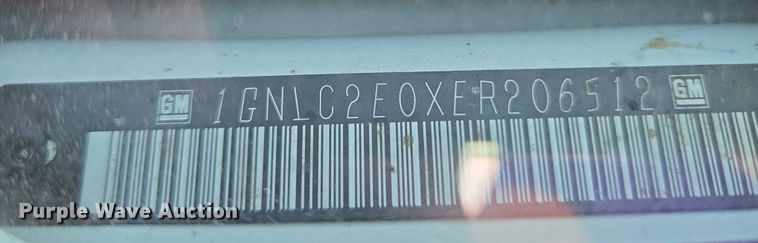 GM 1GNLC2E0XER206512 GM
Purple Wave Auction